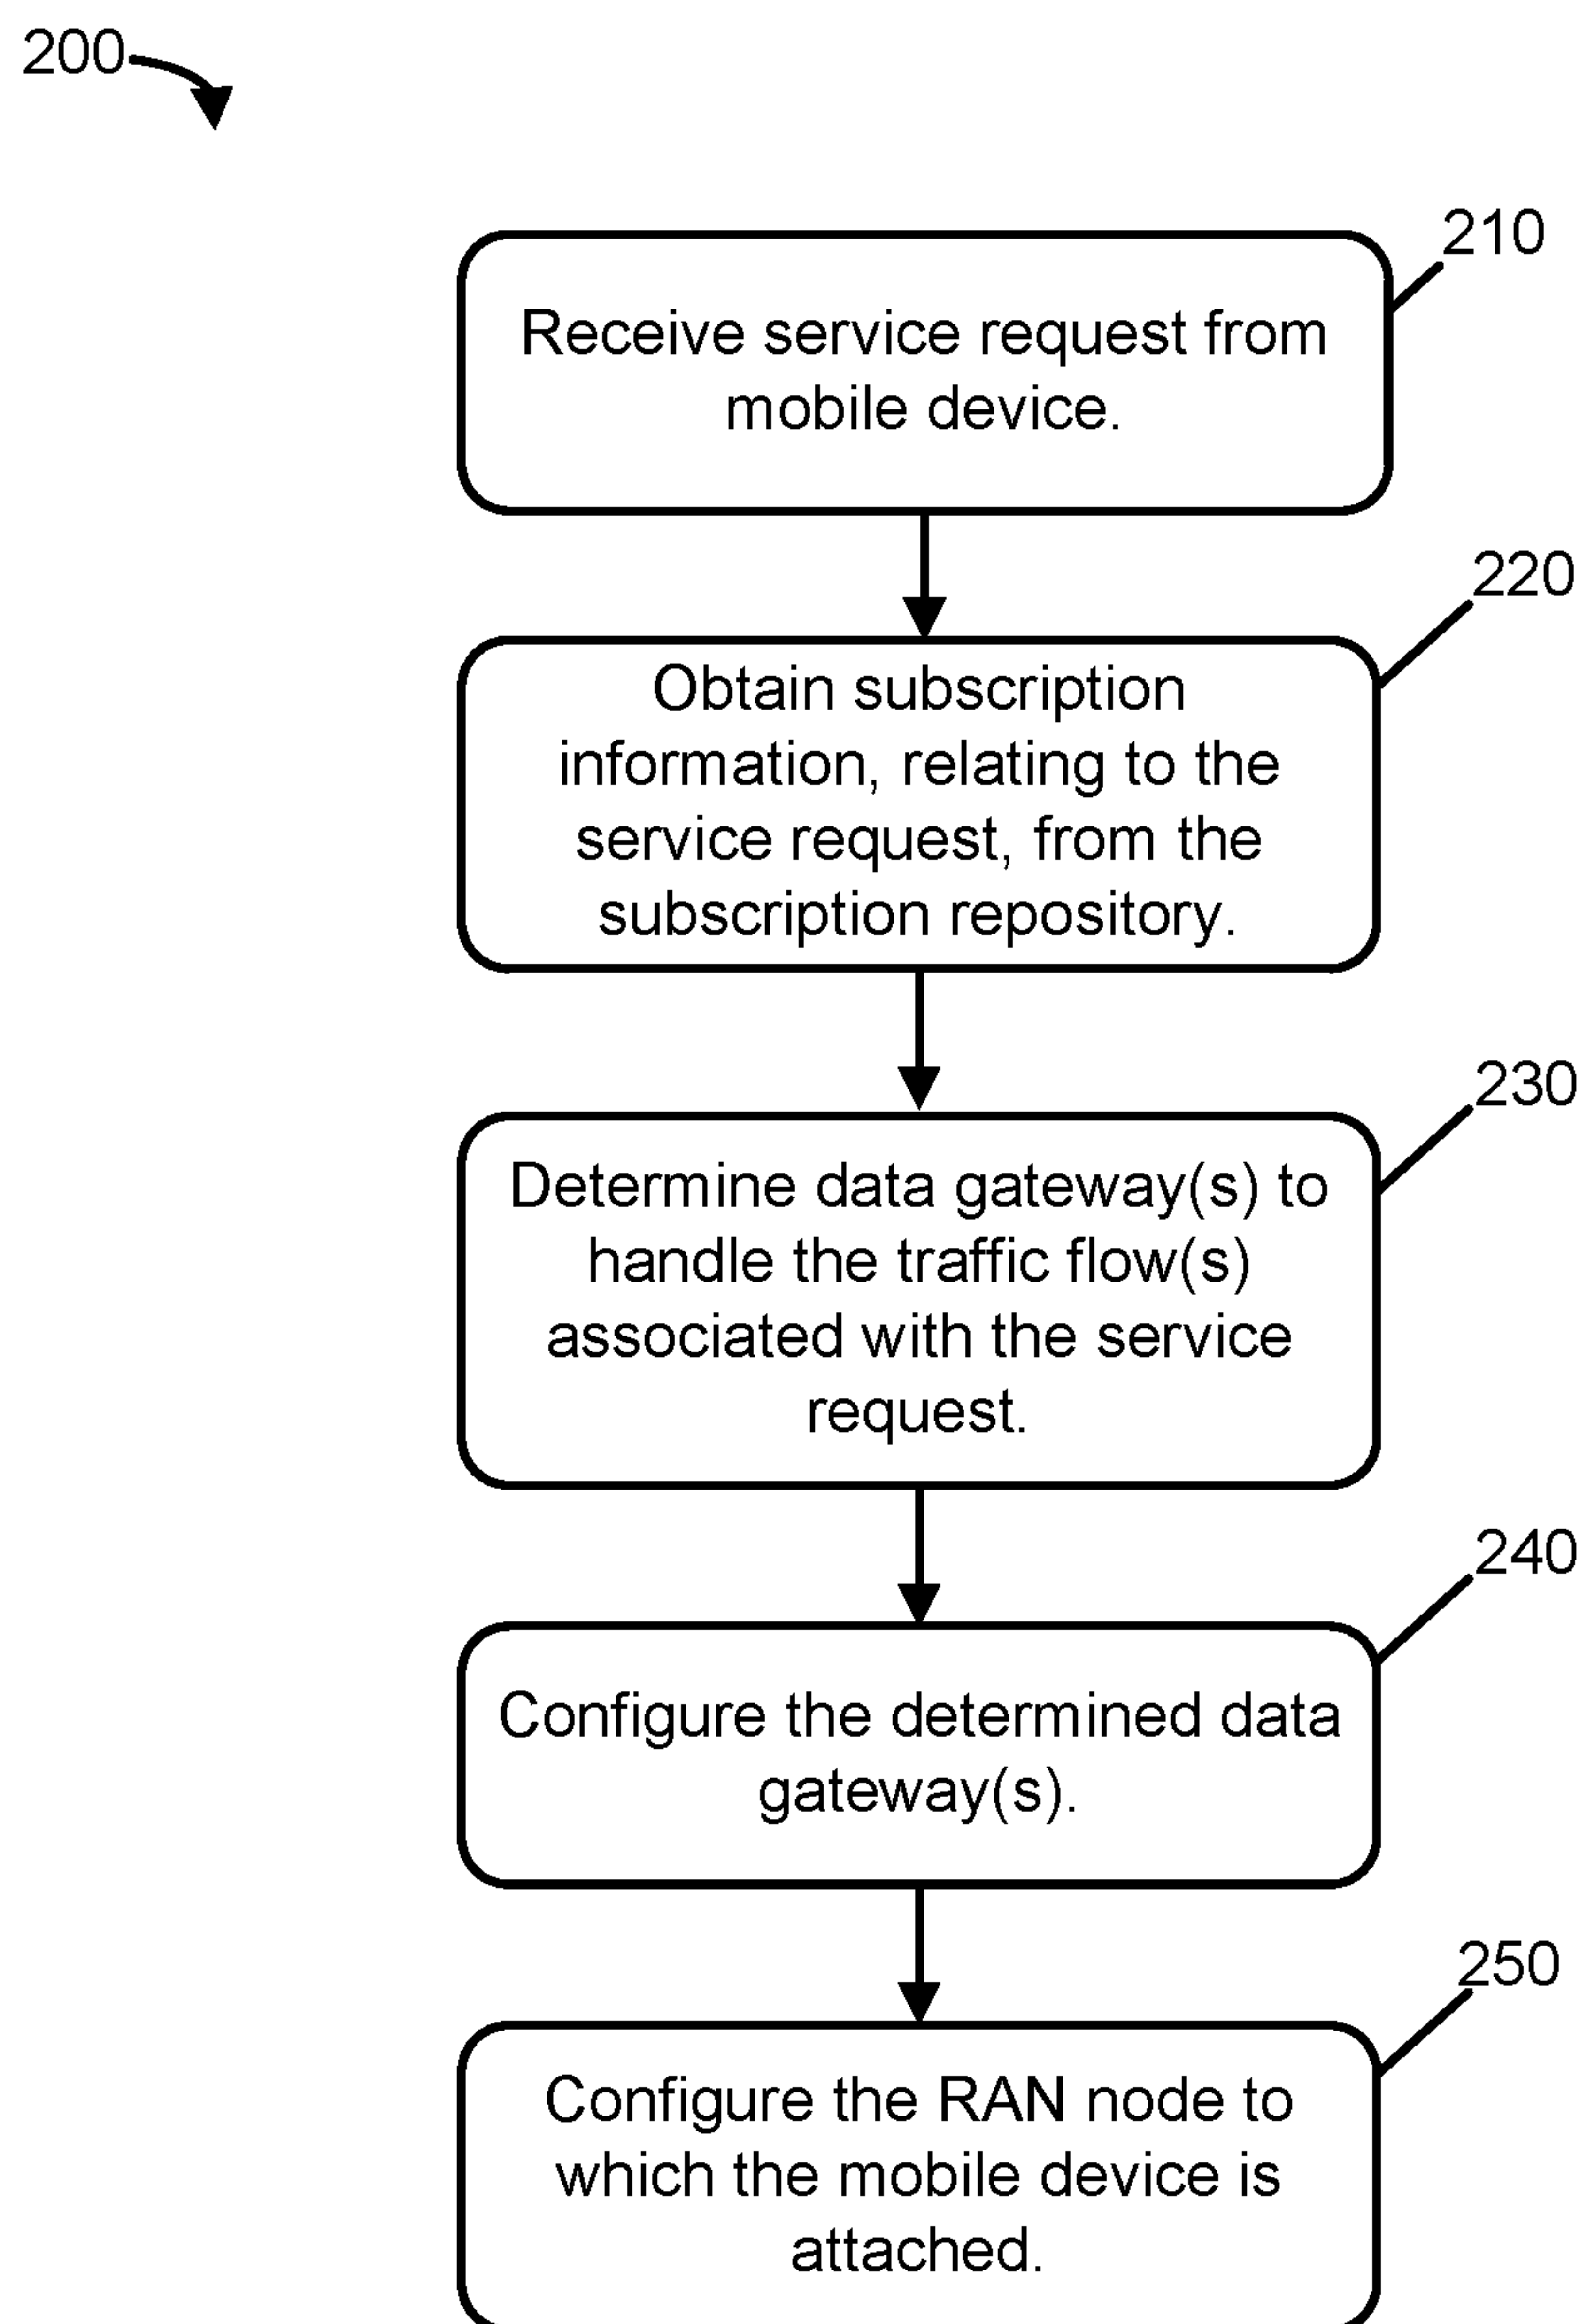 200
210
Receive service request from
mobile device.
220
Obtain subscription
information, relating to the
service request, from the
subscription repository.
230
Determine data gateway(s) to
handle the traffic flow(s)
associated with the service
request.
240
Configure the determined data
gateway(s).
250
Configure the RAN node to
which the mobile device is
attached.